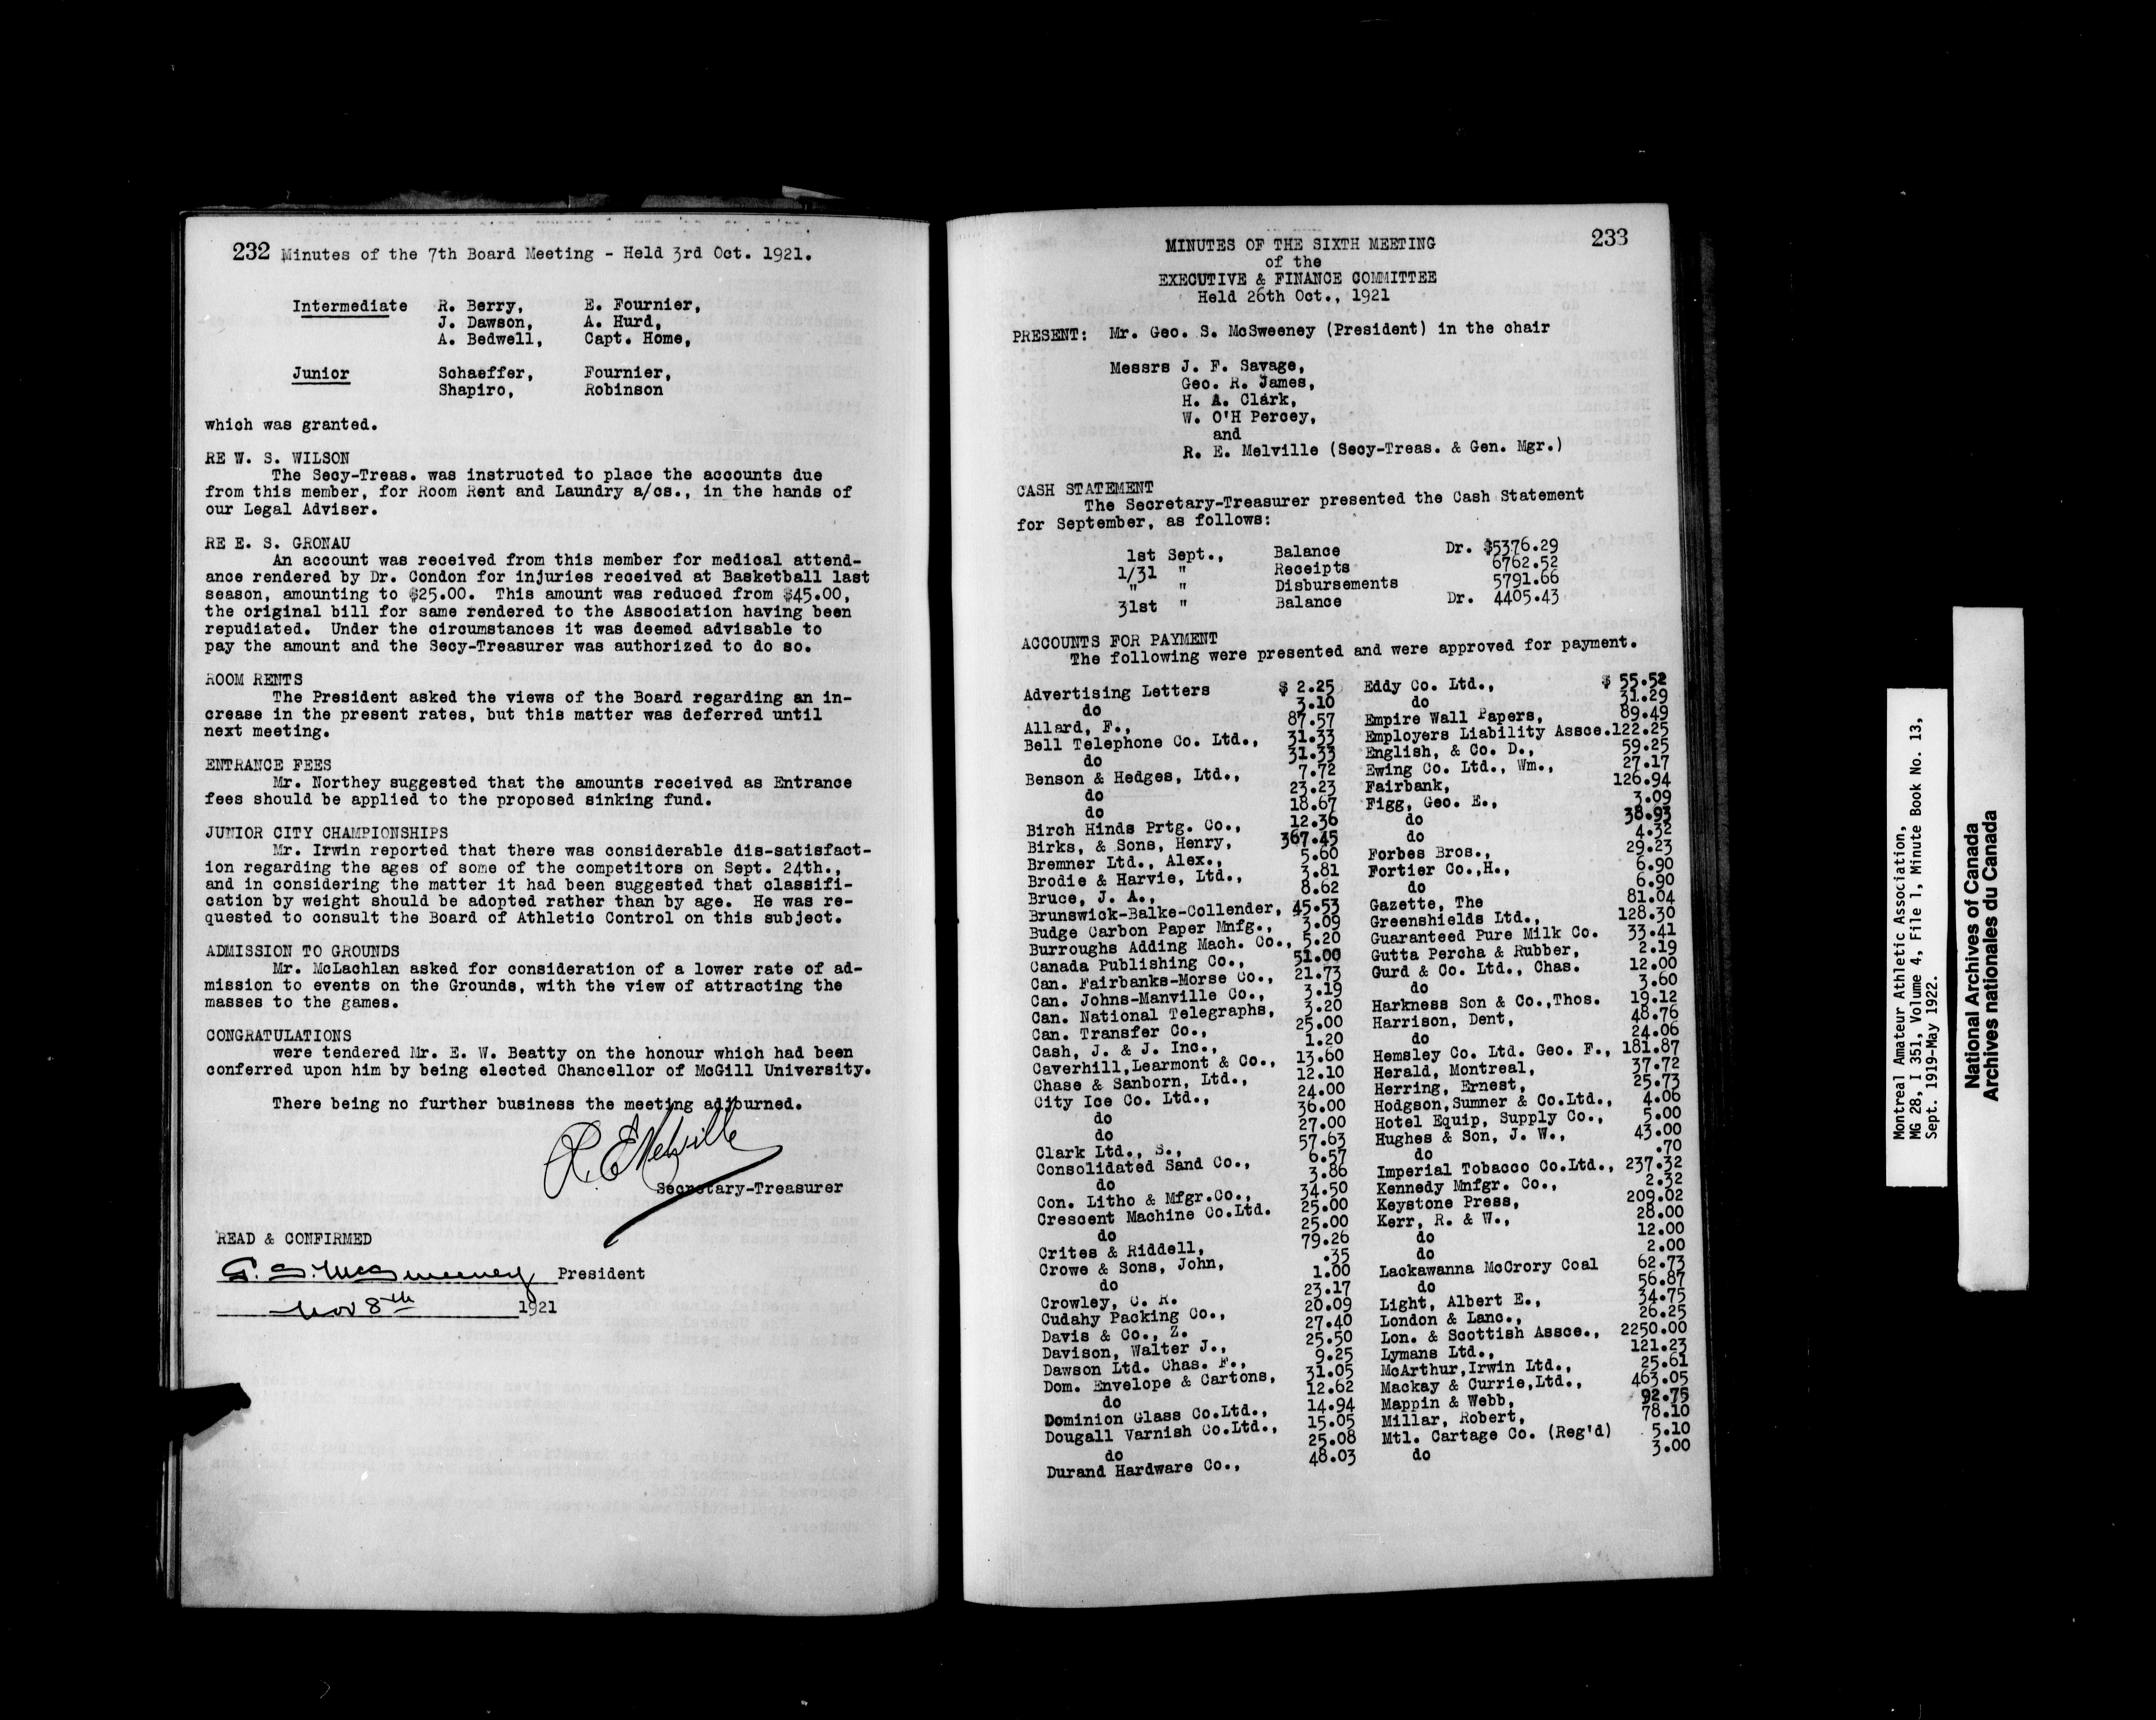 232 Minutes of the 7th Board Meeting - Held 3rd Oct. 1921.
Intermediate R. Berry, E. Fournier,
J. Dawson, A. Hurd,
A. Bedwell, Capt. Home,
Junior Schaeffer, Fournier,
Shapiro, Robinson
which was granted.
RE W. S. WILSON
The Secy-Treas. was instructed to place the accounts due
from this member, for Room Rent and Laundry a/cs., in the hands of
our Legal Adviser.
RE E. S. GRONAU
An account was received from this member for medical attend-
ance rendered by Dr. Condon for injuries received at Basketball last
season, amounting to $25.00. This amount was reduced from $45.00,
the original bill for same rendered to the Association having been
repudiated. Under the circumstances it was deemed advisable to
pay the amount and the Secy-Treasurer was authorized to do so.
ROOM RENTS
The President asked the views of the Board regarding an in-
crease in the present rates, but this matter was deferred until
next meeting.
ENTRANCE FEES
Mr. Northey suggested that the amounts received as Entrance
fees should be applied to the proposed sinking fund.
JUNIOR CITY CHAMPIONSHIPS
Mr. Irwin reported that there was considerable dis-satisfact-
ion regarding the ages of some of the competitors on Sept. 24th.,
and in considering the matter it had been suggested that classifi-
cation by weight should be adopted rather than by age. He was re-
quested to consult the Board of Athletic Control on this subject.
ADMISSION TO GROUNDS
Mr. McLachlan asked for consideration of a lower rate of ad-
mission to events on the Grounds, with the view of attracting the
masses to the games.
CONGRATULATIONS
were tendered Mr. E. W. Beatty on the honour which had been
conferred upon him by being elected Chancellor of McGill University.
There being no further business the meeting adjourned.
R. E. Melville
Secretary-Treasurer
READ & CONFIRMED
G. S. McSweeney President
Nov 8th 1921
MINUTES OF THE SIXTH MEETING 233
of the
EXECUTIVE & FINANCE COMMITTEE
Held 26th Oct., 1921
PRESENT: Mr. Geo. S. McSweeney (President) in the chair
Messrs J. F. Savage,
Geo. R. James,
H. A. Clark,
W. O'H Percey,
and
R. E. Melville (Secy-Treas. & Gen. Mgr.)
CASH STATEMENT
The Secretary-Treasurer presented the Cash Statement
for September, as follows:
1st Sept., Balance Dr. $5376.29
1/31 " Receipts 6762.52
" " Disbursements 5791.66
31st " Balance Dr. 4405.43
ACCOUNTS FOR PAYMENT
The following were presented and were approved for payment.
Advertising Letters $ 2.25
do 3.10
Allard, F., 87.57
Bell Telephone Co. Ltd., 31.33
do 31.33
Benson & Hedges, Ltd., 7.72
do 23.23
do 18.67
Birch Hinds Prtg. Co., 12.36
Birks, & Sons, Henry, 367.45
Bremner Ltd., Alex., 5.60
Brodie & Harvie, Ltd., 3.81
Bruce, J. A., 8.62
Brunswick-Balke-Collender, 45.53
Budge Carbon Paper Mnfg., 3.09
Burroughs Adding Mach. Co., 5.20
Canada Publishing Co., 51.00
Can. Fairbanks-Morse Co., 21.73
Can. Johns-Manville Co., 3.19
Can. National Telegraphs, 3.20
Can. Transfer Co., 25.00
Cash, J. & J. Inc., 1.20
Caverhill,Learmont & Co., 13.60
Chase & Sanborn, Ltd., 12.10
City Ice Co. Ltd., 24.00
do 36.00
do 27.00
Clark Ltd., S., 57.63
Consolidated Sand Co., 6.57
do 3.86
Con. Litho & Mfgr.Co., 34.50
Crescent Machine Co.Ltd. 25.00
do 25.00
Crites & Riddell, 79.26
Crowe & Sons, John, .35
do 1.00
Crowley, C. R. 23.17
Cudahy Packing Co., 20.09
Davis & Co., Z. 27.40
Davison, Walter J., 25.50
Dawson Ltd. Chas. F., 9.25
Dom. Envelope & Cartons, 31.05
do 12.62
Dominion Glass Co.Ltd., 14.94
Dougall Varnish Co.Ltd., 15.05
do 25.08
Durand Hardware Co., 48.03
Eddy Co. Ltd., $ 55.52
do 31.29
Empire Wall Papers, 89.49
Employers Liability Assce.122.25
English, & Co. D., 59.25
Ewing Co. Ltd., Wm., 27.17
Fairbank, 126.94
Figg, Geo. E., 3.09
do 38.93
do 4.32
Forbes Bros., 29.23
Fortier Co.,H., 6.90
do 6.90
Gazette, The 81.04
Greenshields Ltd., 128.30
Guaranteed Pure Milk Co. 33.41
Gutta Percha & Rubber, 2.19
Gurd & Co. Ltd., Chas. 12.00
do 3.60
Harkness Son & Co.,Thos. 19.12
Harrison, Dent, 48.76
do 24.06
Hemsley Co. Ltd. Geo. F., 181.87
Herald, Montreal, 37.72
Herring, Ernest, 25.73
Hodgson,Sumner & Co.Ltd., 4.06
Hotel Equip, Supply Co., 5.00
Hughes & Son, J. W., 43.00
do .70
Imperial Tobacco Co.Ltd., 237.32
Kennedy Mnfgr. Co., 2.32
Keystone Press, 209.02
Kerr, R. & W., 28.00
do 12.00
do 2.00
Lackawanna McCrory Coal 62.73
do 56.87
Light, Albert E., 34.75
London & Lanc., 26.25
Lon. & Scottish Assce., 2250.00
Lymans Ltd., 121.23
McArthur,Irwin Ltd., 25.61
Mackay & Currie,Ltd., 463.05
Mappin & Webb, 92.75
Millar, Robert, 78.10
Mtl. Cartage Co. (Reg'd) 5.10
do 3.00
Montreal Amateur Athletic Association,
MG 28, I 351, Volume 4, File 1, Minute Book No. 13,
Sept. 1919-May 1922.
National Archives of Canada
Archives nationales du Canada